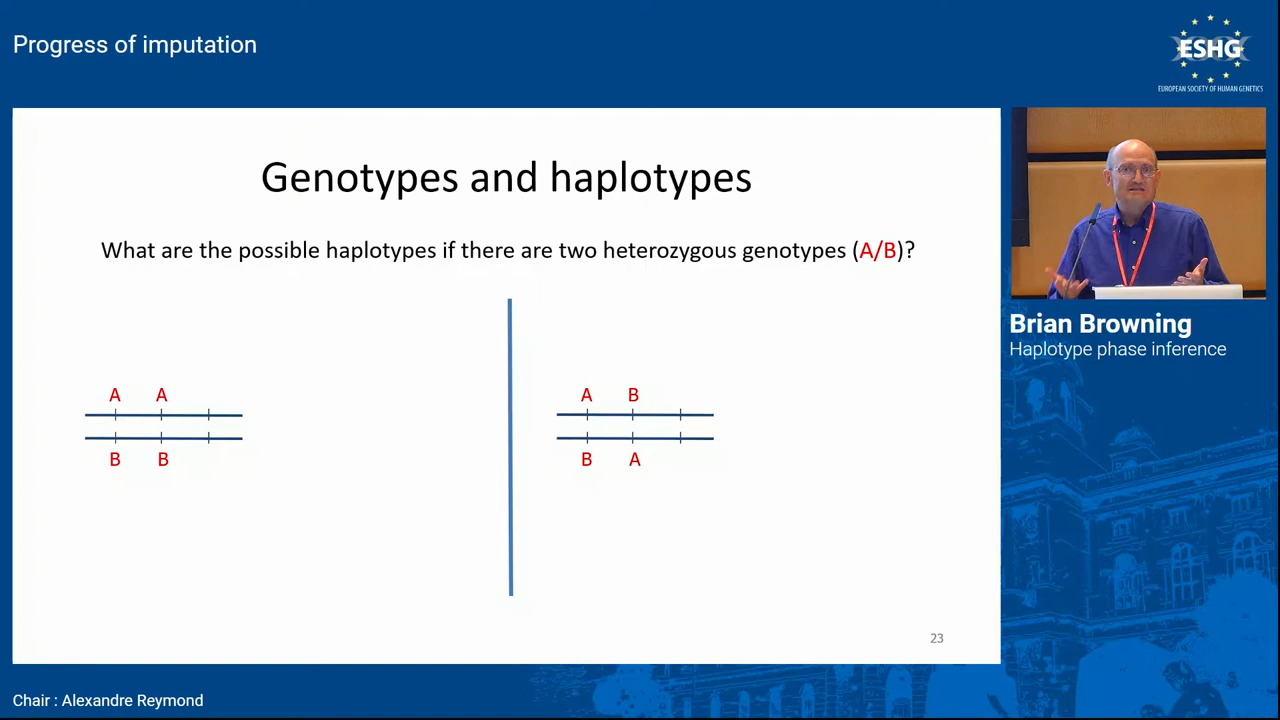 Progress of imputation
ESHG
EUROPEAN SOCIETY OF HUMAN GENETICS
Genotypes and haplotypes
What are the possible haplotypes if there are two heterozygous genotypes (A/B)?
A A
B B
A B
B A
23
Brian Browning
Haplotype phase inference
Chair : Alexandre Reymond